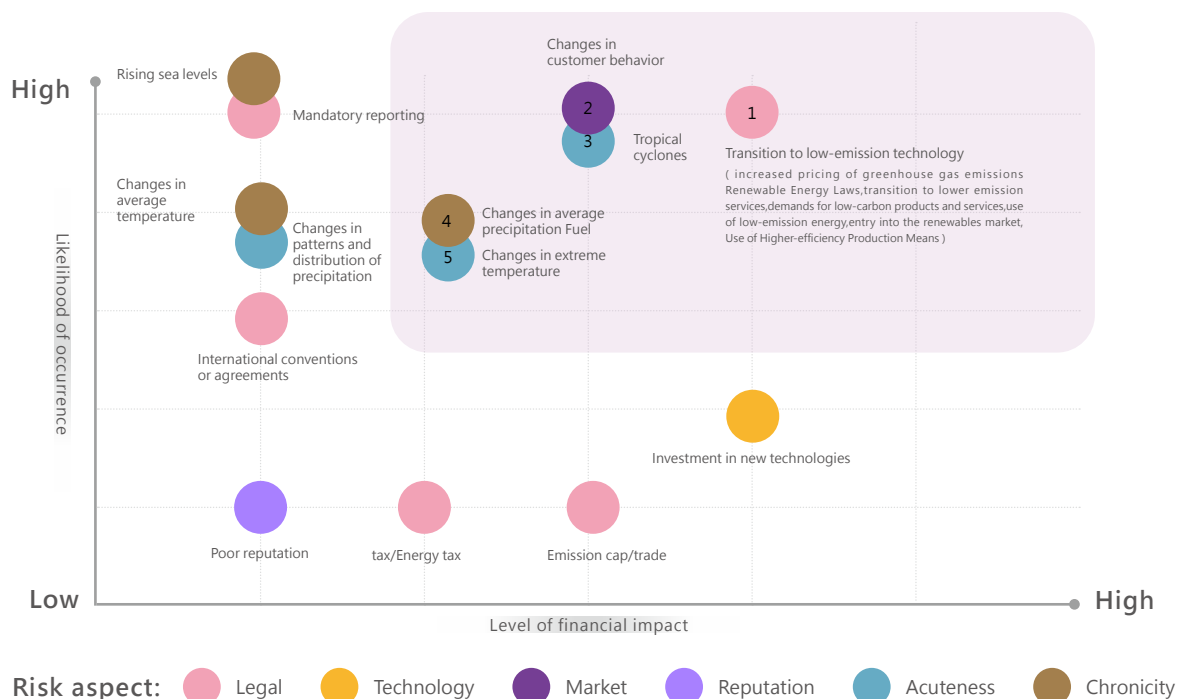 High
Rising sea levels
Mandatory reporting
Changes in
customer behavior
2
3
Tropical
cyclones
1
Transition to low-emission technology
( increased pricing of greenhouse gas emissions
Renewable Energy Laws,transition to lower emission
services,demands for low-carbon products and services,use
of low-emission energy,entry into the renewables market,
Use of Higher-efficiency Production Means )
Changes in
average
temperature
Changes in
patterns and
distribution of
precipitation
4
Changes in average
precipitation Fuel
5
Changes in extreme
temperature
Likelihood of occurrence
International conventions
or agreements
Investment in new technologies
Poor reputation
tax/Energy tax
Emission cap/trade
Low
High
Level of financial impact
Risk aspect:
Legal
Technology
Market
Reputation
Acuteness
Chronicity